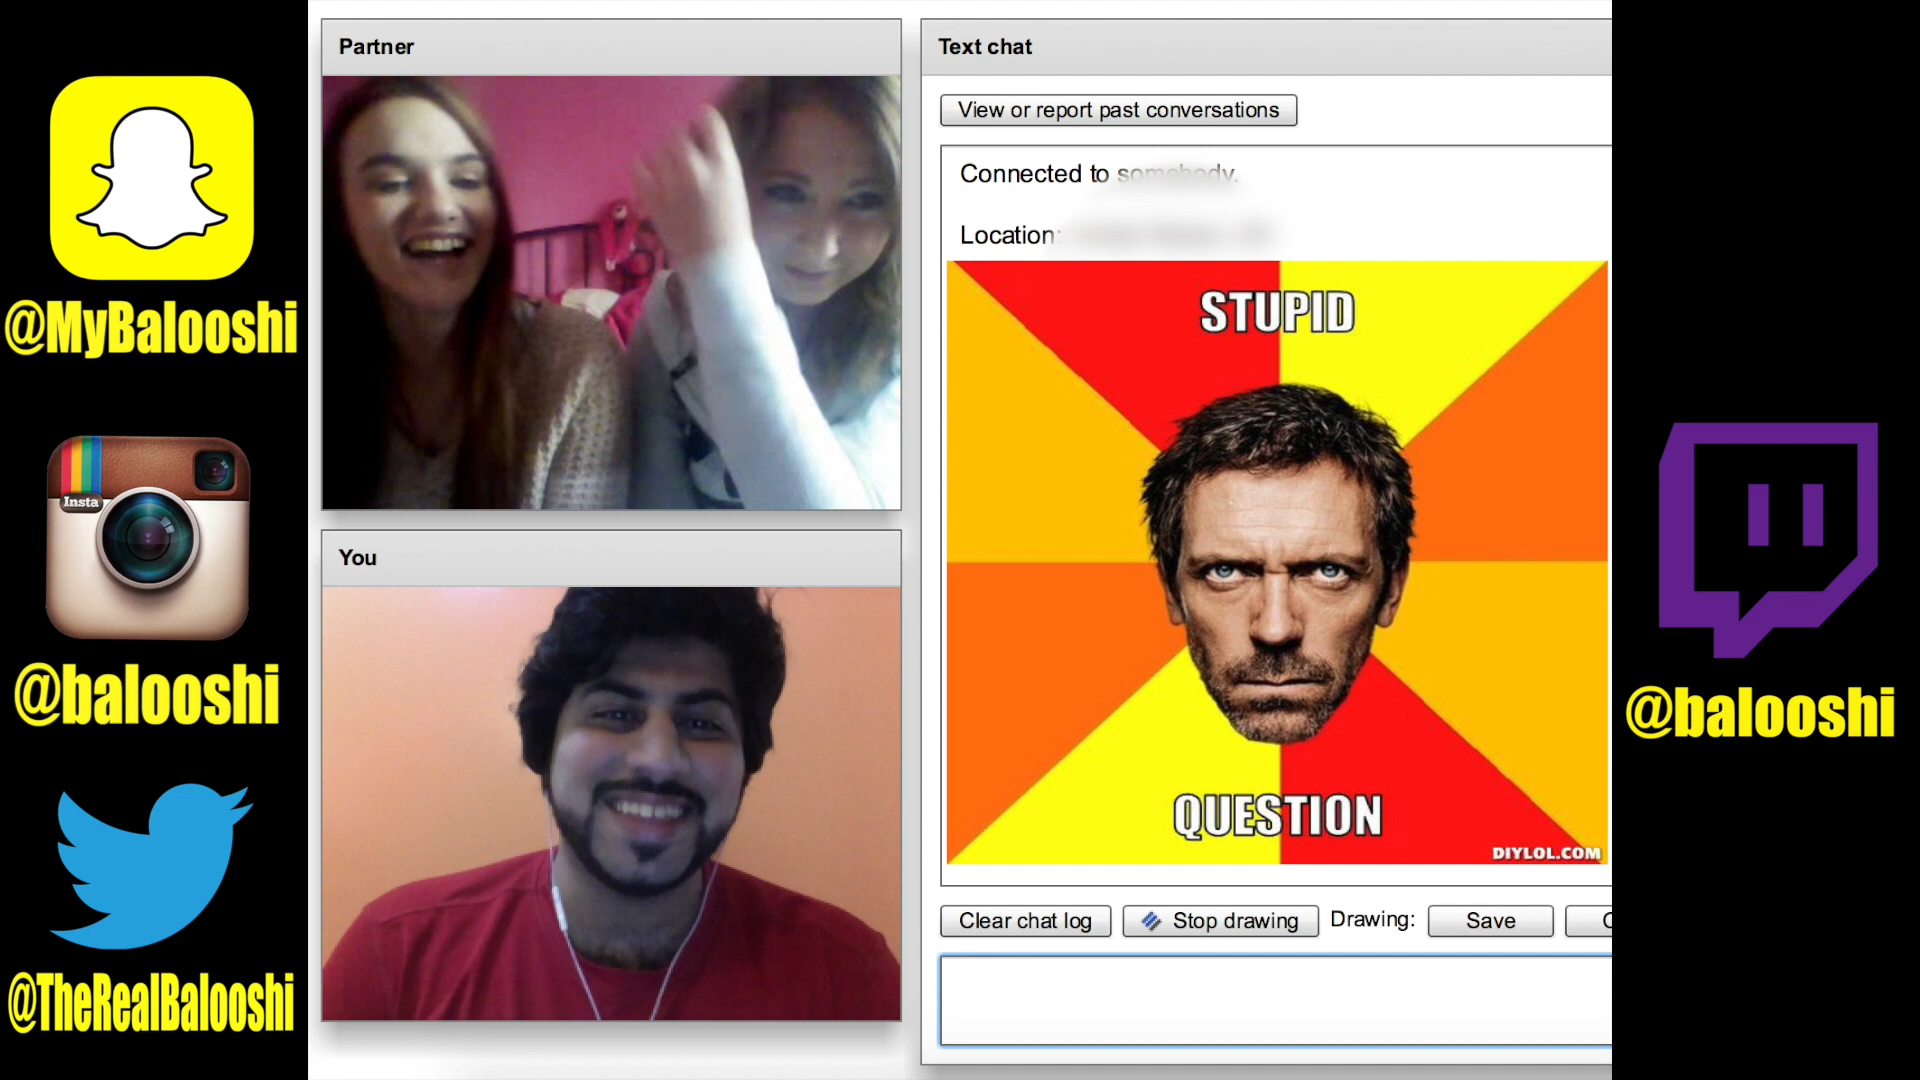 @MyBalooshi
Insta
@balooshi
@TheRealBalooshi
Partner
You
Text chat
View or report past conversations
Connected to somebody.
Location:
STUPID
QUESTION
DIYLOL.COM
Clear chat log
Stop drawing
Drawing:
Save
@balooshi